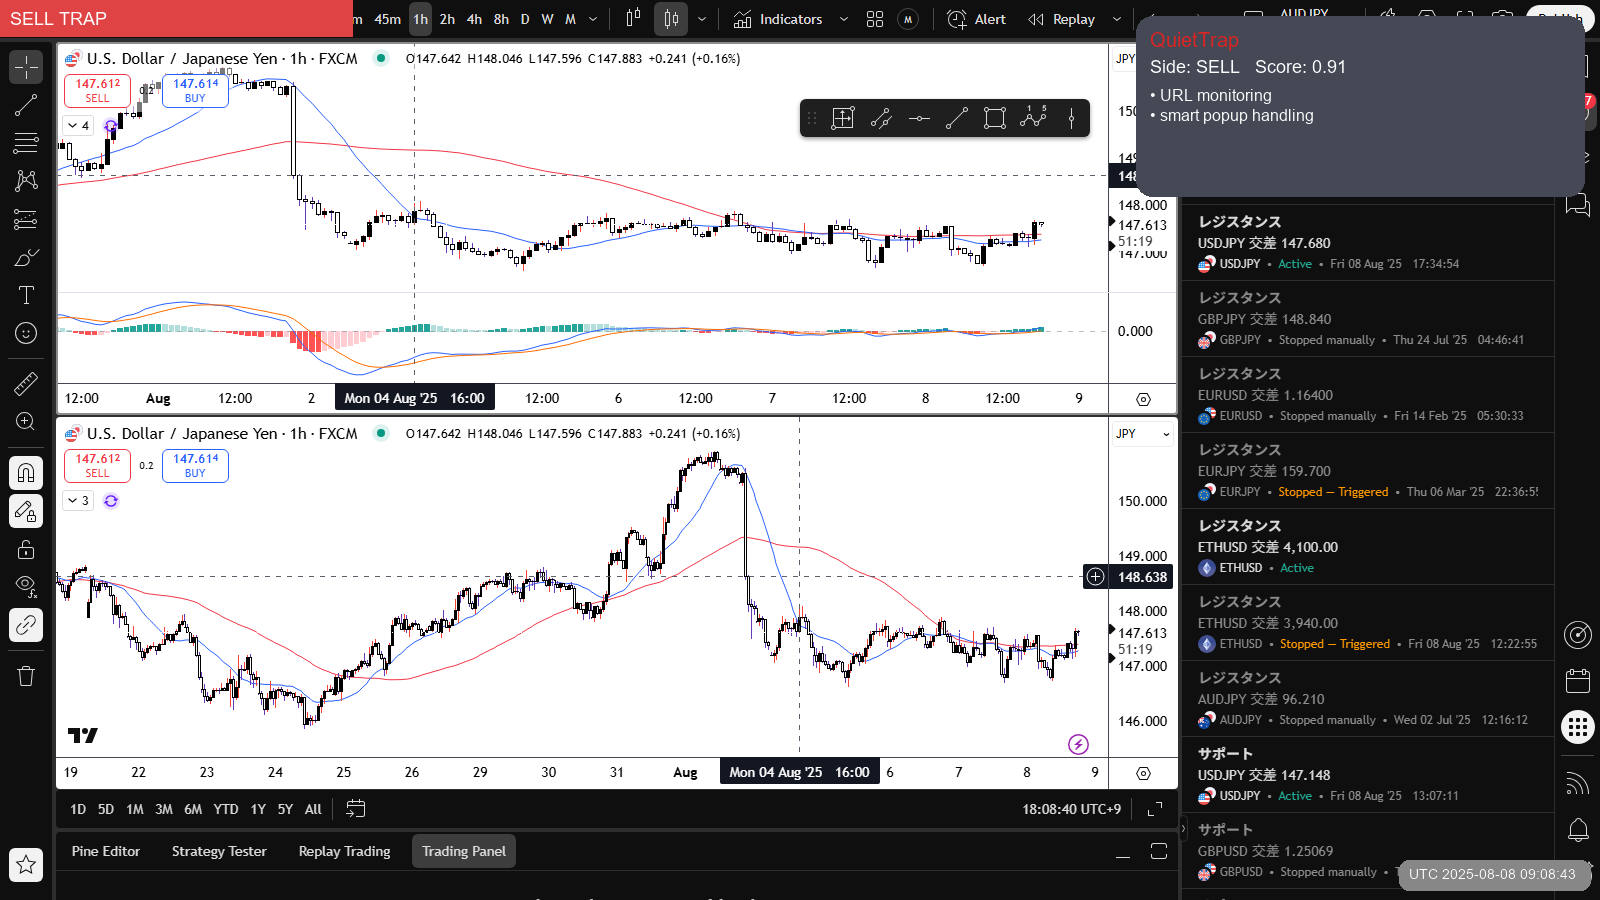 SELL TRAP
45m 1h 2h 4h 8h D W M Indicators Alert Replay AUDJPY
QuietTrap
Side: SELL Score: 0.91
• URL monitoring
• smart popup handling
U.S. Dollar / Japanese Yen · 1h · FXCM O147.642 H148.046 L147.596 C147.883 +0.241 (+0.16%)
147.612 SELL 0.2 147.614 BUY
4
JPY
148.000
147.613
51:19
147.000
0.000
12:00 Aug 12:00 2 Mon 04 Aug '25 16:00 12:00 6 12:00 7 12:00 8 12:00 9
U.S. Dollar / Japanese Yen · 1h · FXCM O147.642 H148.046 L147.596 C147.883 +0.241 (+0.16%)
JPY
147.612 SELL 0.2 147.614 BUY
3
150.000
149.000
148.638
148.000
147.613
51:19
147.000
146.000
19 22 23 24 25 26 29 30 31 Aug Mon 04 Aug '25 16:00 6 7 8 9
1D 5D 1M 3M 6M YTD 1Y 5Y All 18:08:40 UTC+9
Pine Editor Strategy Tester Replay Trading Trading Panel
レジスタンス
USDJPY 交差 147.680
USDJPY • Active • Fri 08 Aug '25 17:34:54
レジスタンス
GBPJPY 交差 148.840
GBPJPY • Stopped manually • Thu 24 Jul '25 04:46:41
レジスタンス
EURUSD 交差 1.16400
EURUSD • Stopped manually • Fri 14 Feb '25 05:30:33
レジスタンス
EURJPY 交差 159.700
EURJPY • Stopped — Triggered • Thu 06 Mar '25 22:36:55
レジスタンス
ETHUSD 交差 4,100.00
ETHUSD • Active
レジスタンス
ETHUSD 交差 3,940.00
ETHUSD • Stopped — Triggered • Fri 08 Aug '25 12:22:55
レジスタンス
AUDJPY 交差 96.210
AUDJPY • Stopped manually • Wed 02 Jul '25 12:16:12
サポート
USDJPY 交差 147.148
USDJPY • Active • Fri 08 Aug '25 13:07:11
サポート
GBPUSD 交差 1.25069
GBPUSD • Stopped manually •
UTC 2025-08-08 09:08:43